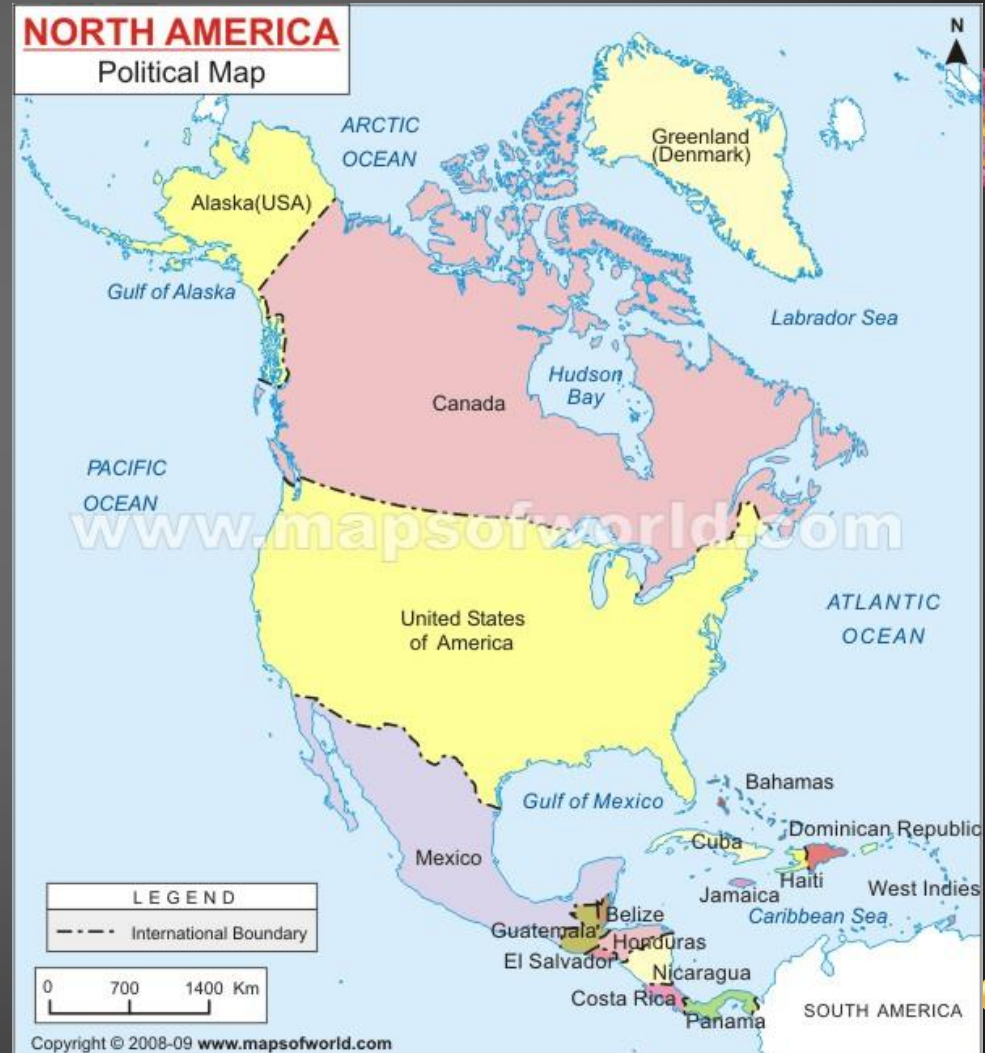 NORTH AMERICA
Political Map
N
ARCTIC
OCEAN
Greenland
(Denmark)
Alaska(USA)
Gulf of Alaska
Labrador Sea
Hudson
Bay
Canada
PACIFIC
OCEAN
www.mapsofworld.com
ATLANTIC
OCEAN
United States
of America
Bahamas
Gulf of Mexico
Dominican Republic
Cuba
Mexico
Haiti
Jamaica
West Indies
LEGEND
International Boundary
Belize
Caribbean Sea
Guatemala
Honduras
El Salvador
Nicaragua
0 700 1400 Km
Costa Rica
SOUTH AMERICA
Panama
Copyright © 2008-09 www.mapsofworld.com